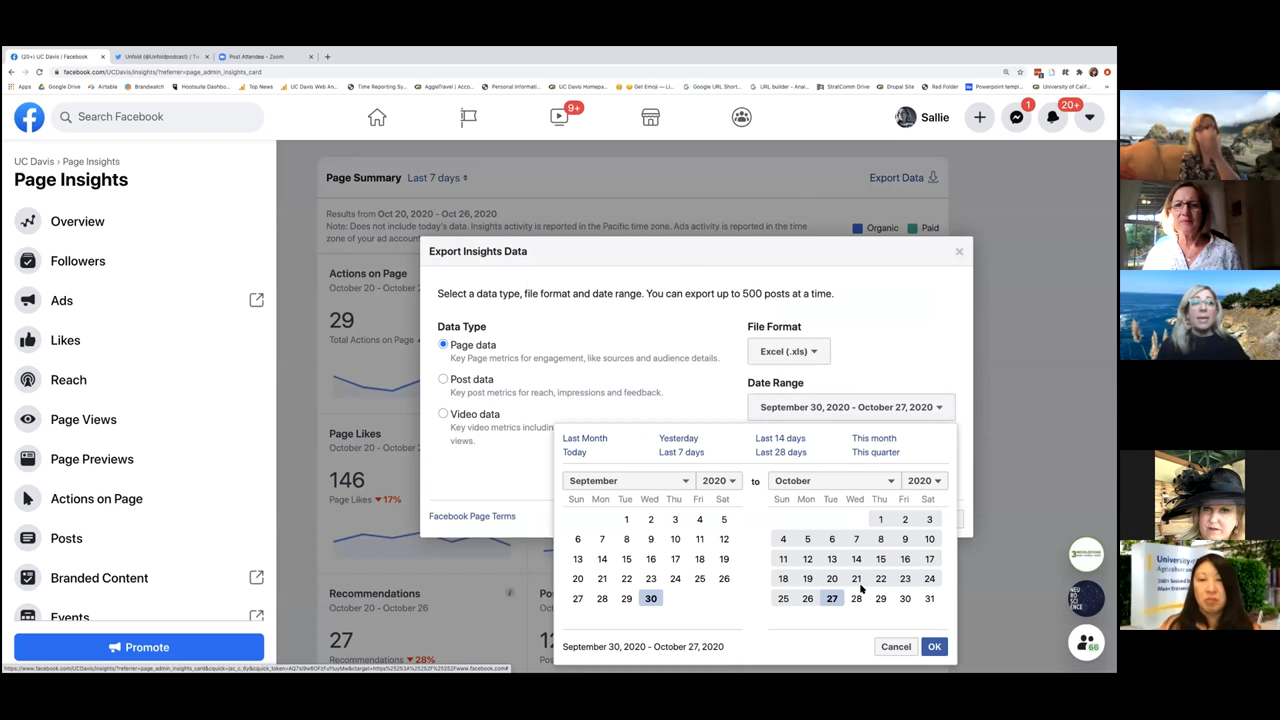 (20+) UC Davis | Facebook
Unfold (@Unfoldpodcast) / Tw
Post Attendee - Zoom
facebook.com/UCDavis/insights/?referrer=page_admin_insights_card
Apps Google Drive Airtable Brandwatch Hootsuite Dashbo... Top News UC Davis Web An... Time Reporting Sy... AggieTravel | Acco... Personal Informati... UC Davis Homepa... Get Emoji — Li... Google URL Short... URL builder - Anal... StratComm Drive Drupal Site Red Folder Powerpoint templ... University of Calif...
Search Facebook
9+
Sallie
1
20+
UC Davis › Page Insights
Page Insights
Overview
Followers
Ads
Likes
Reach
Page Views
Page Previews
Actions on Page
Posts
Branded Content
Events
Promote
Page Summary Last 7 days
Export Data
Results from Oct 20, 2020 - Oct 26, 2020
Note: Does not include today's data. Insights activity is reported in the Pacific time zone. Ads activity is reported in the time
zone of your ad account
Organic Paid
Actions on Page
October 20 - October
29
Total Actions on Page
Page Likes
October 20 - October
146
Page Likes 17%
Recommendations
October 20 - October 26
27
Recommendations 28%
Export Insights Data
Select a data type, file format and date range. You can export up to 500 posts at a time.
Data Type
Page data
Key Page metrics for engagement, like sources and audience details.
Post data
Key post metrics for reach, impressions and feedback.
Video data
Key video metrics
views.
Facebook Page Terms
File Format
Excel (.xls)
Date Range
September 30, 2020 - October 27, 2020
Last Month Yesterday Last 14 days This month
Today Last 7 days Last 28 days This quarter
September 2020 to October 2020
Sun Mon Tue Wed Thu Fri Sat
1 2 3 4 5
6 7 8 9 10 11 12
13 14 15 16 17 18 19
20 21 22 23 24 25 26
27 28 29 30
Sun Mon Tue Wed Thu Fri Sat
1 2 3
4 5 6 7 8 9 10
11 12 13 14 15 16 17
18 19 20 21 22 23 24
25 26 27 28 29 30 31
September 30, 2020 - October 27, 2020
Cancel OK
66